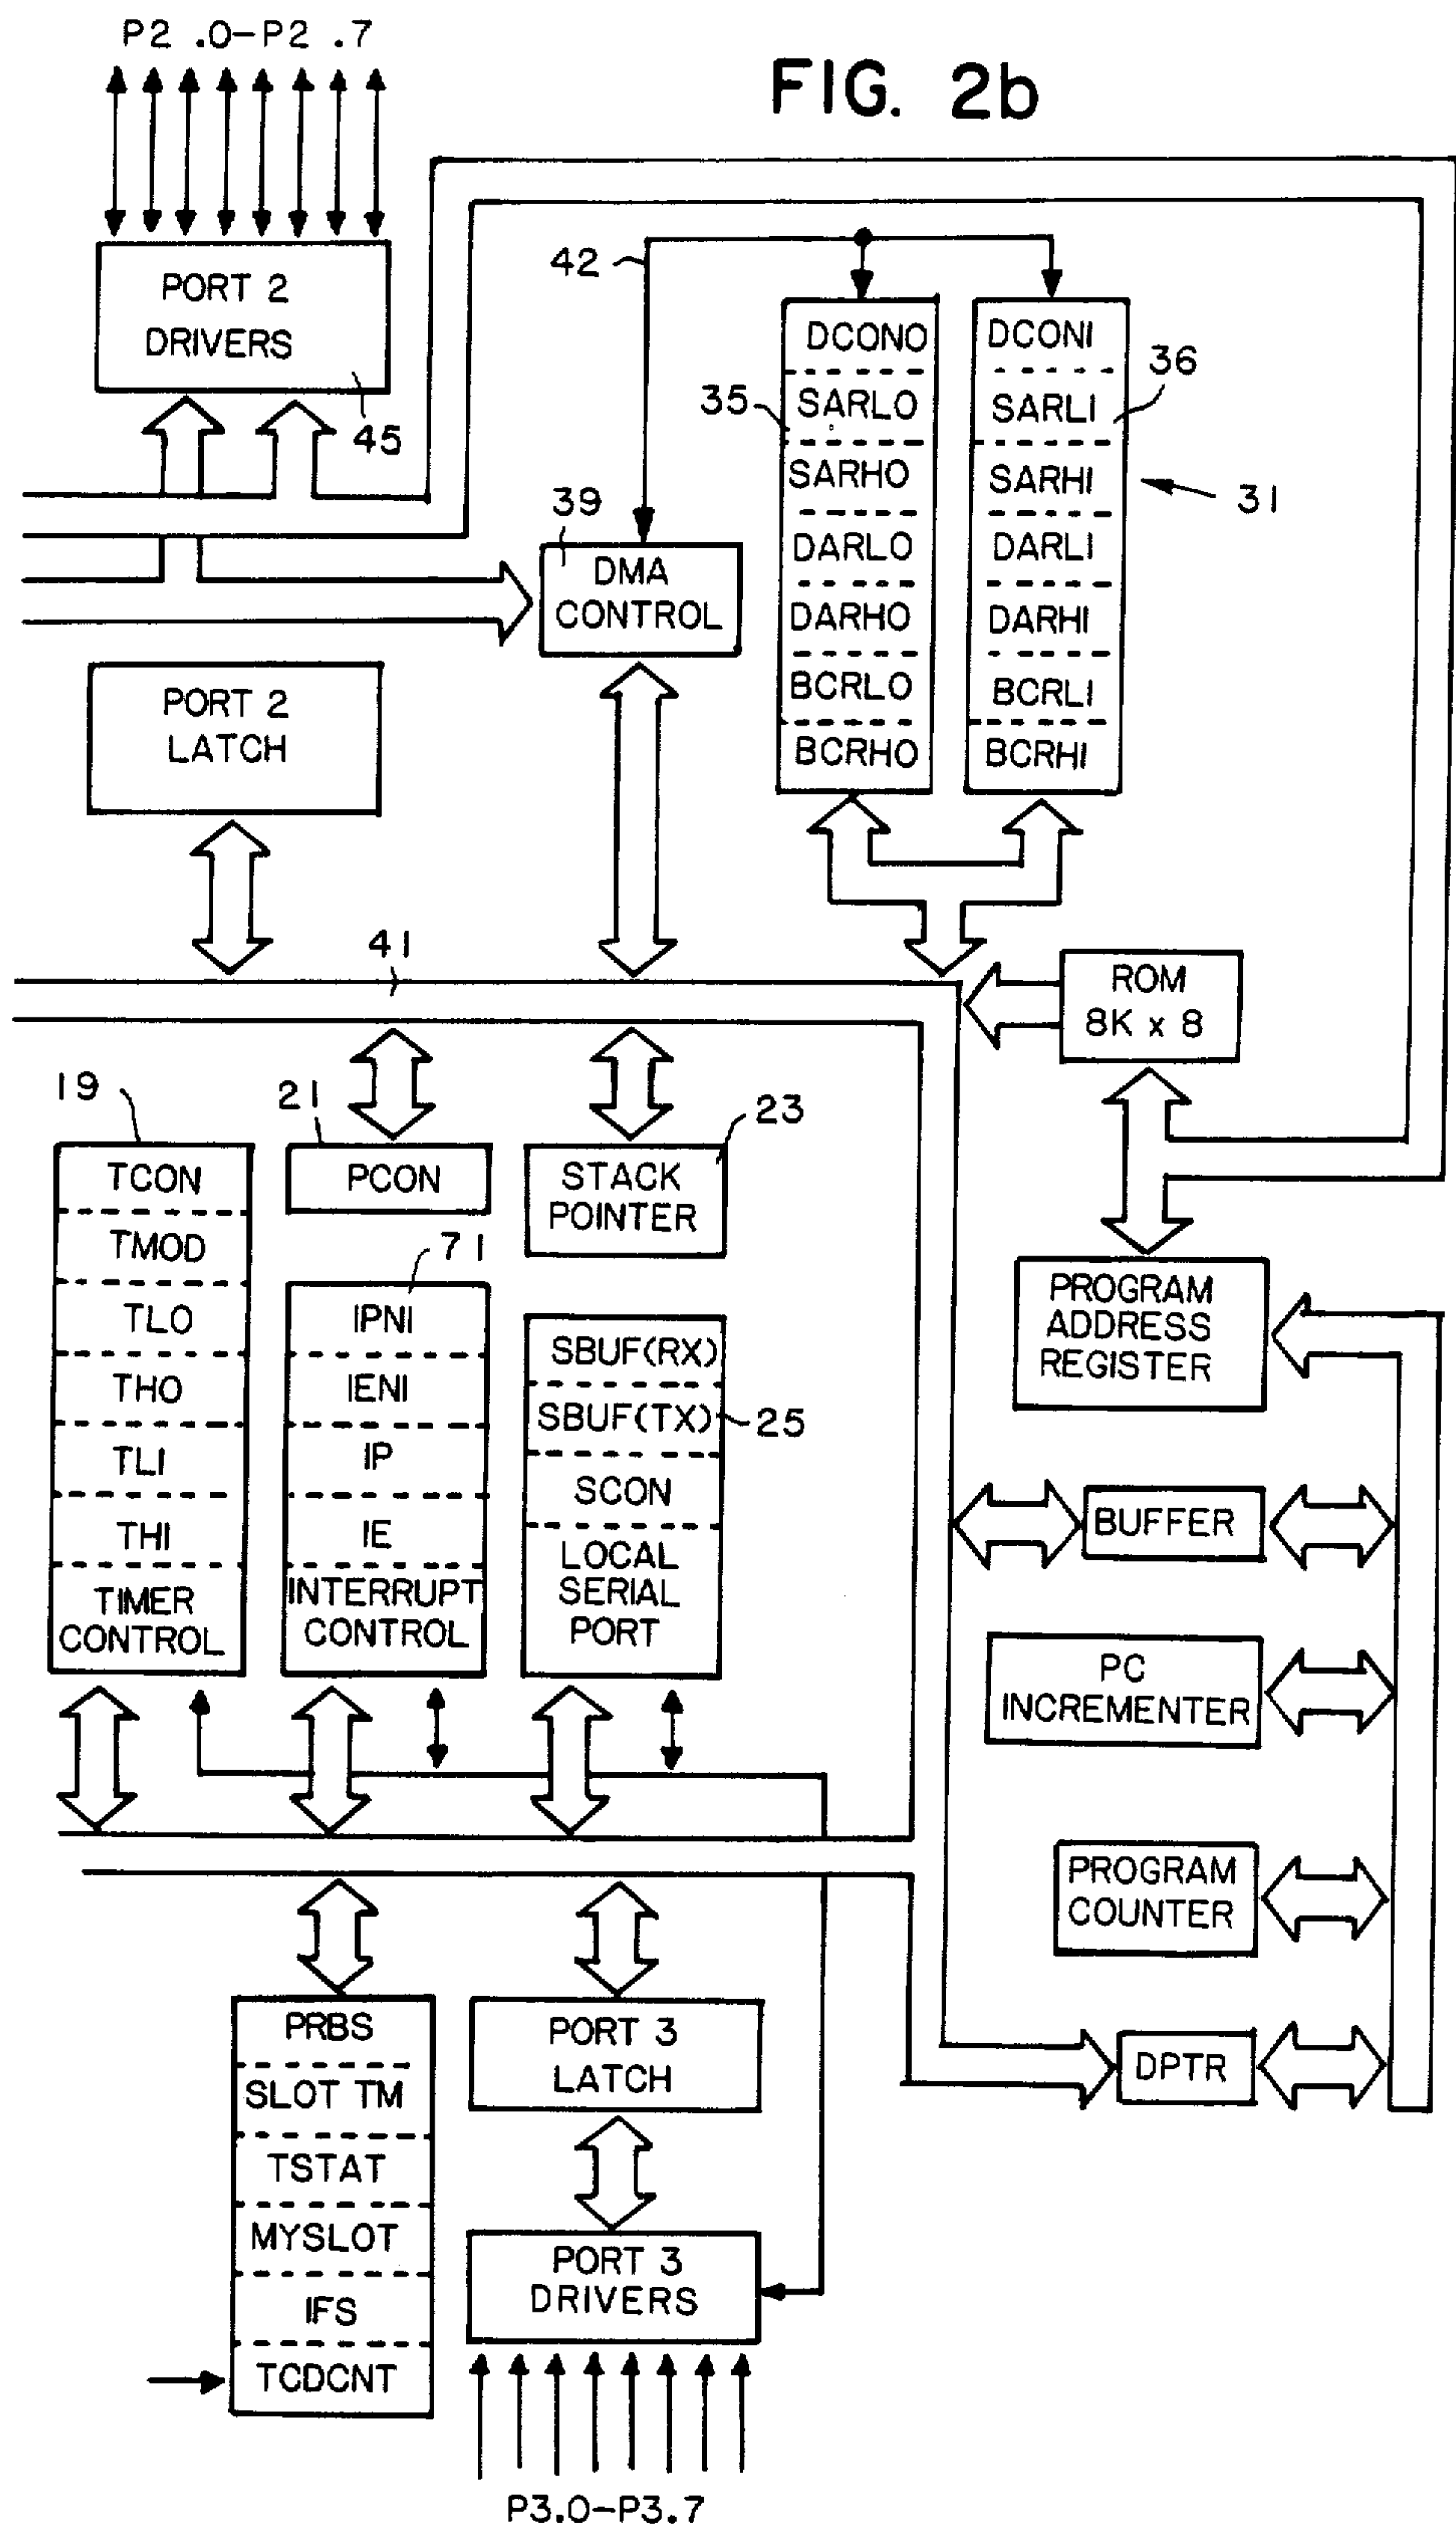 P2 .0-P2 .7
FIG. 2b
42
PORT 2
DRIVERS
45
35
DCONO
SARLO
SARHO
DARLO
DARHO
BCRLO
BCRHO
DCONI
SARLI
SARHI
DARLI
DARHI
BCRLI
BCRHI
36
31
39
DMA
CONTROL
PORT 2
LATCH
41
ROM
8K x 8
19
TCON
TMOD
TLO
THO
TLI
THI
TIMER
CONTROL
21
PCON
71
IPNI
IENI
IP
IE
INTERRUPT
CONTROL
23
STACK
POINTER
SBUF(RX)
SBUF(TX)
25
SCON
LOCAL
SERIAL
PORT
PROGRAM
ADDRESS
REGISTER
BUFFER
PC
INCREMENTER
PROGRAM
COUNTER
DPTR
PRBS
SLOT TM
TSTAT
MYSLOT
IFS
TCDCNT
PORT 3
LATCH
PORT 3
DRIVERS
P3.0-P3.7